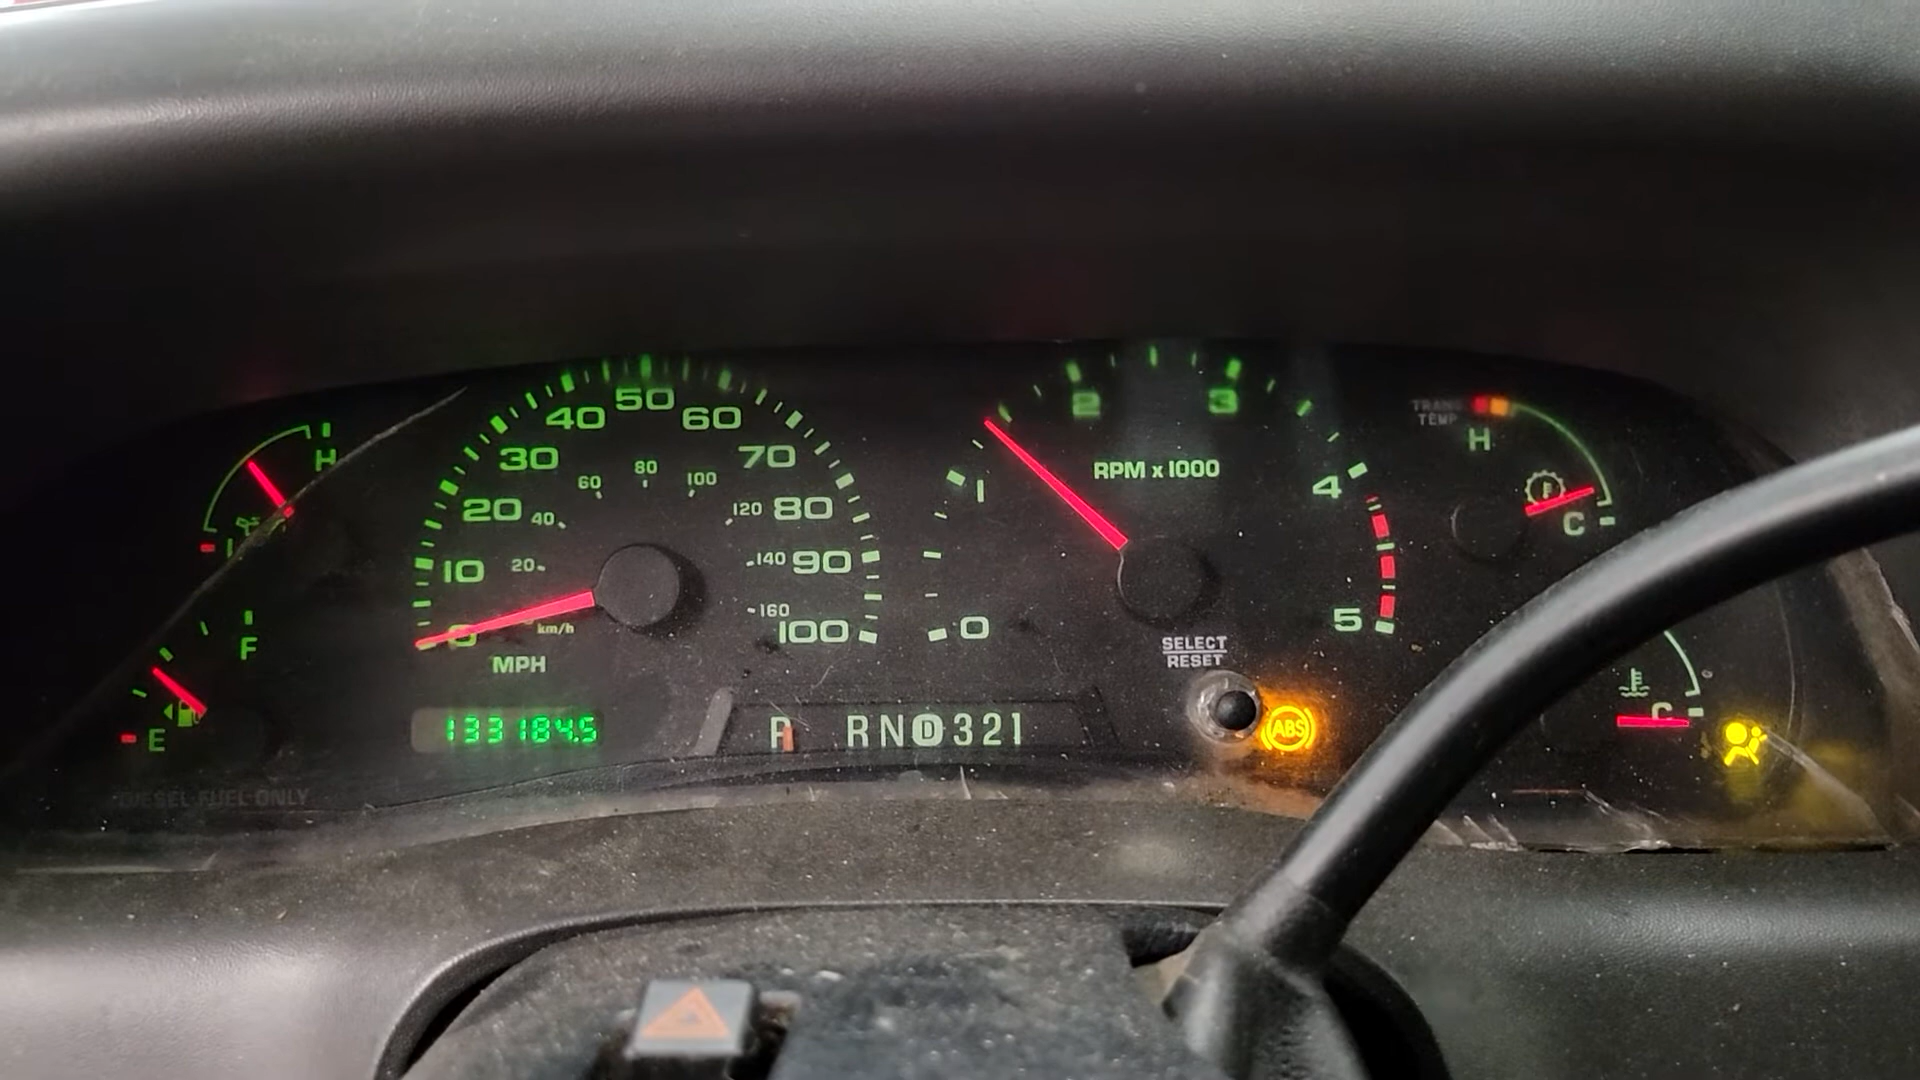 H
F
E
DIESEL FUEL ONLY
0
10
20
30
40
50
60
70
80
90
100
20
40
60
80
100
120
140
160
km/h
MPH
133184.5
P R N D 3 2 1
0
1
2
3
4
5
RPM x 1000
SELECT
RESET
ABS
TRANS
TEMP
H
C
C